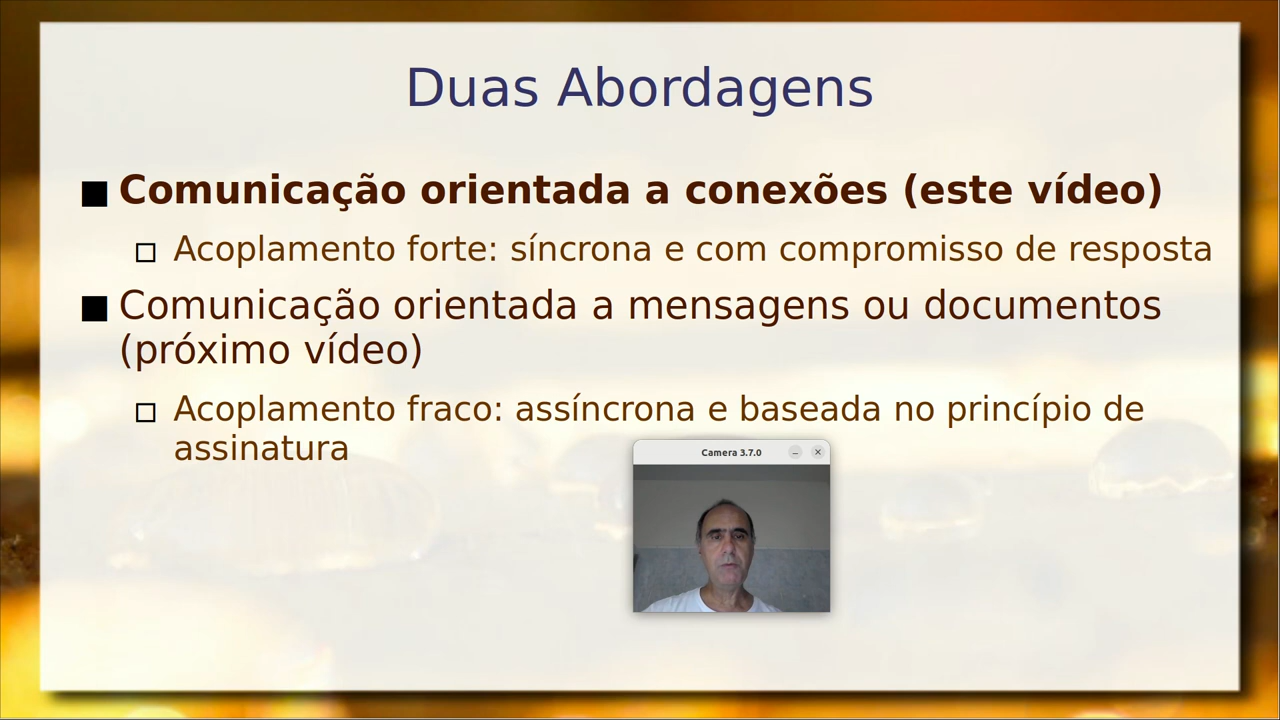 Duas Abordagens
Comunicação orientada a conexões (este vídeo)
Acoplamento forte: síncrona e com compromisso de resposta
Comunicação orientada a mensagens ou documentos
(próximo vídeo)
Acoplamento fraco: assíncrona e baseada no princípio de
assinatura
Camera 3.7.0